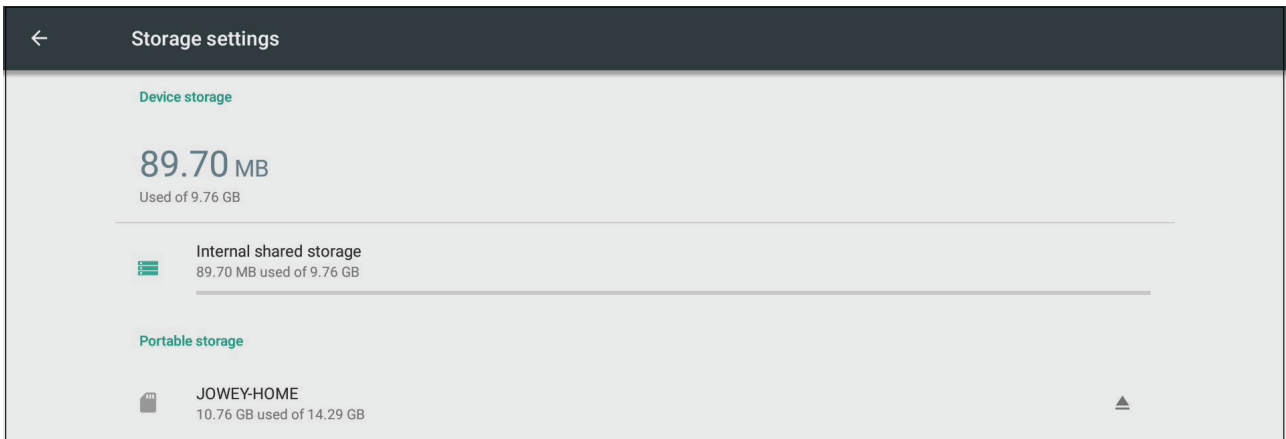 Storage settings
Device storage
89.70 MB
Used of 9.76 GB
Internal shared storage
89.70 MB used of 9.76 GB
Portable storage
JOWEY-HOME
10.76 GB used of 14.29 GB